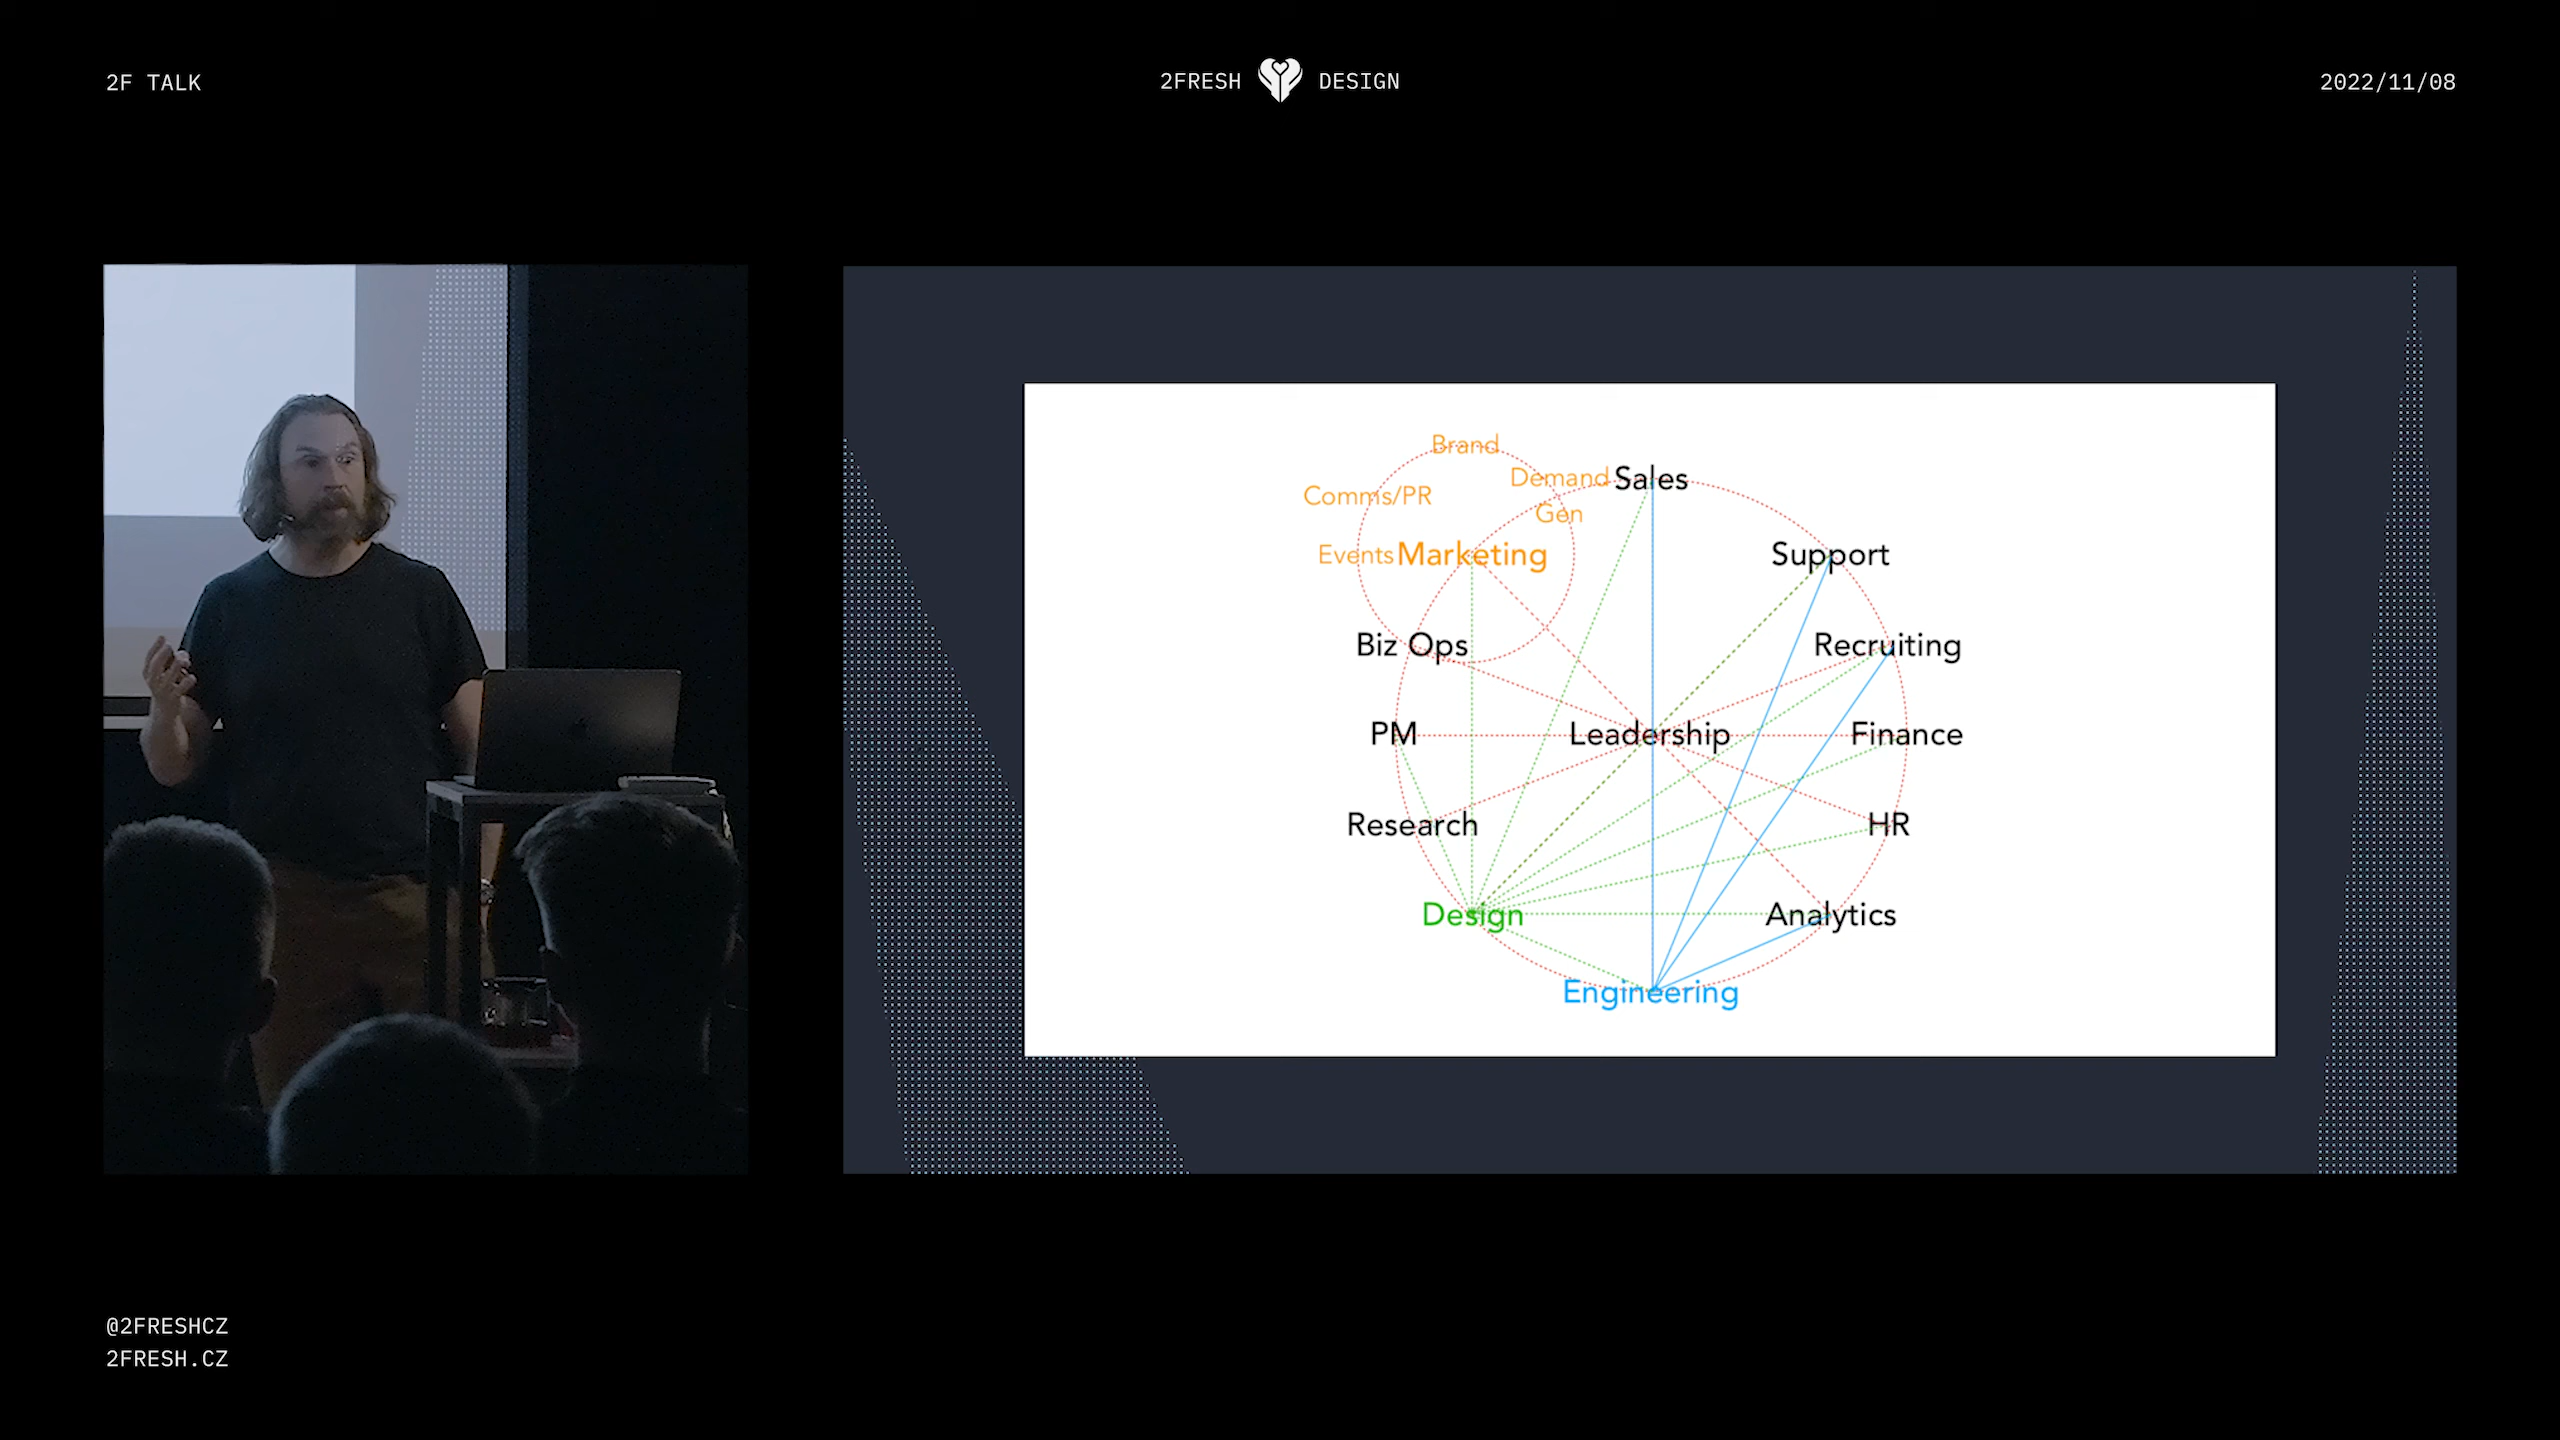 2F TALK
2FRESH DESIGN
2022/11/08
Brand
Demand
Gen
Sales
Comms/PR
Events
Marketing
Support
Biz Ops
Recruiting
PM
Leadership
Finance
Research
HR
Design
Analytics
Engineering
@2FRESHCZ
2FRESH.CZ